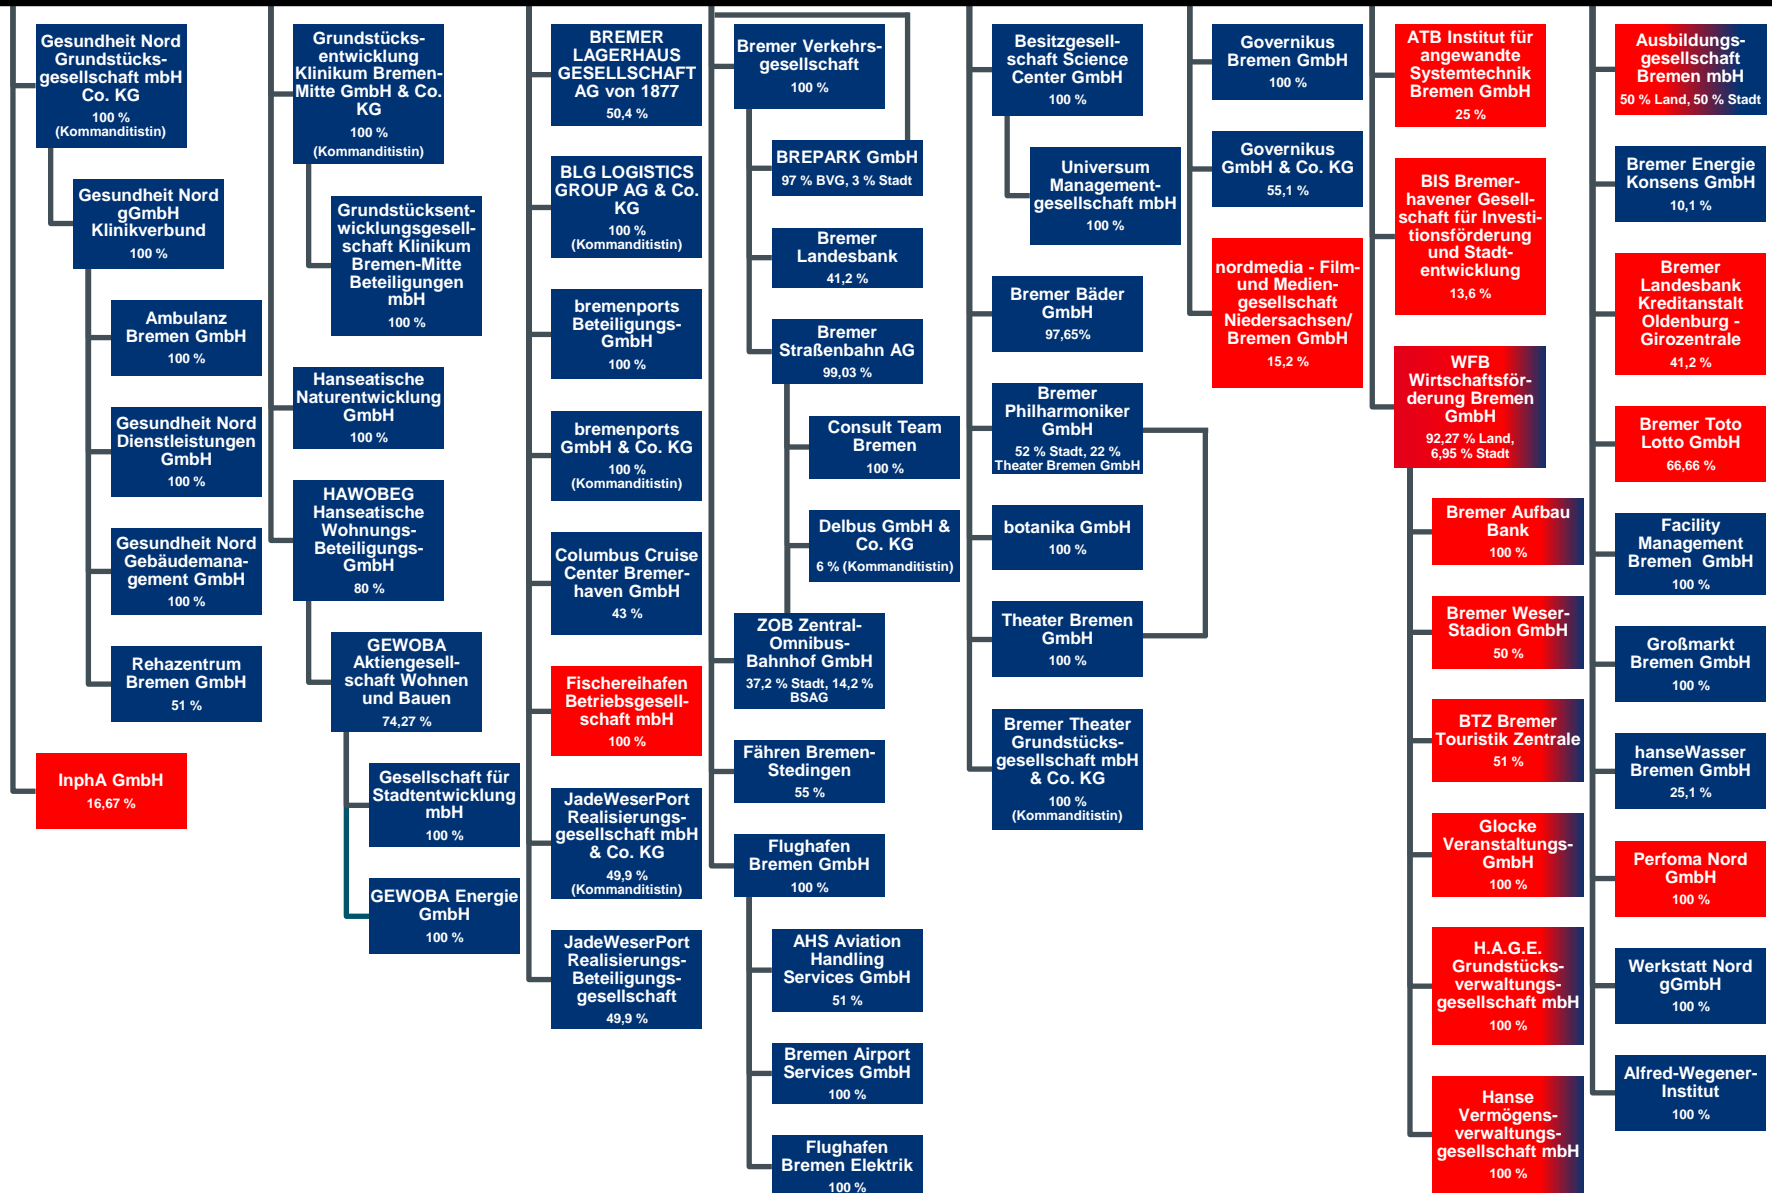 Gesundheit Nord
Grundstücks-
gesellschaft mbH
Co. KG
100 %
(Kommanditistin)
Gesundheit Nord
gGmbH
Klinikverbund
100 %
Ambulanz
Bremen GmbH
100 %
Gesundheit Nord
Dienstleistungen
GmbH
100 %
Gesundheit Nord
Gebäudemana-
gement GmbH
100 %
Rehazentrum
Bremen GmbH
51 %
InphA GmbH
16,67 %
Grundstücks-
entwicklung
Klinikum Bremen-
Mitte GmbH & Co.
KG
100 %
(Kommanditistin)
Grundstücksent-
wicklungsgesell-
schaft Klinikum
Bremen-Mitte
Beteiligungen
mbH
100 %
Hanseatische
Naturentwicklung
GmbH
100 %
HAWOBEG
Hanseatische
Wohnungs-
Beteiligungs-
GmbH
80 %
GEWOBA
Aktiengesell-
schaft Wohnen
und Bauen
74,27 %
Gesellschaft für
Stadtentwicklung
mbH
100 %
GEWOBA Energie
GmbH
100 %
BREMER
LAGERHAUS
GESELLSCHAFT
AG von 1877
50,4 %
BLG LOGISTICS
GROUP AG & Co.
KG
100 %
(Kommanditistin)
bremenports
Beteiligungs-
GmbH
100 %
bremenports
GmbH & Co. KG
100 %
(Kommanditistin)
Columbus Cruise
Center Bremer-
haven GmbH
43 %
Fischereihafen
Betriebsgesell-
schaft mbH
100 %
JadeWeserPort
Realisierungs-
gesellschaft mbH
& Co. KG
49,9 %
(Kommanditistin)
JadeWeserPort
Realisierungs-
Beteiligungs-
gesellschaft
49,9 %
Bremer Verkehrs-
gesellschaft
100 %
BREPARK GmbH
97 % BVG, 3 % Stadt
Bremer
Landesbank
41,2 %
Bremer
Straßenbahn AG
99,03 %
Consult Team
Bremen
100 %
Delbus GmbH &
Co. KG
6 % (Kommanditistin)
ZOB Zentral-
Omnibus-
Bahnhof GmbH
37,2 % Stadt, 14,2 %
BSAG
Fähren Bremen-
Stedingen
55 %
Flughafen
Bremen GmbH
100 %
AHS Aviation
Handling
Services GmbH
51 %
Bremen Airport
Services GmbH
100 %
Flughafen
Bremen Elektrik
100 %
Besitzgesell-
schaft Science
Center GmbH
100 %
Universum
Management-
gesellschaft mbH
100 %
Bremer Bäder
GmbH
97,65%
Bremer
Philharmoniker
GmbH
52 % Stadt, 22 %
Theater Bremen GmbH
botanika GmbH
100 %
Theater Bremen
GmbH
100 %
Bremer Theater
Grundstücks-
gesellschaft mbH
& Co. KG
100 %
(Kommanditistin)
Governikus
Bremen GmbH
100 %
Governikus
GmbH & Co. KG
55,1 %
nordmedia - Film-
und Medien-
gesellschaft
Niedersachsen/
Bremen GmbH
15,2 %
ATB Institut für
angewandte
Systemtechnik
Bremen GmbH
25 %
BIS Bremer-
havener Gesell-
schaft für Investi-
tionsförderung
und Stadt-
entwicklung
13,6 %
WFB
Wirtschaftsför-
derung Bremen
GmbH
92,27 % Land,
6,95 % Stadt
Bremer Aufbau
Bank
100 %
Bremer Weser-
Stadion GmbH
50 %
BTZ Bremer
Touristik Zentrale
51 %
Glocke
Veranstaltungs-
GmbH
100 %
H.A.G.E.
Grundstücks-
verwaltungs-
gesellschaft mbH
100 %
Hanse
Vermögens-
verwaltungs-
gesellschaft mbH
100 %
Ausbildungs-
gesellschaft
Bremen mbH
50 % Land, 50 % Stadt
Bremer Energie
Konsens GmbH
10,1 %
Bremer
Landesbank
Kreditanstalt
Oldenburg -
Girozentrale
41,2 %
Bremer Toto
Lotto GmbH
66,66 %
Facility
Management
Bremen GmbH
100 %
Großmarkt
Bremen GmbH
100 %
hanseWasser
Bremen GmbH
25,1 %
Perfoma Nord
GmbH
100 %
Werkstatt Nord
gGmbH
100 %
Alfred-Wegener-
Institut
100 %